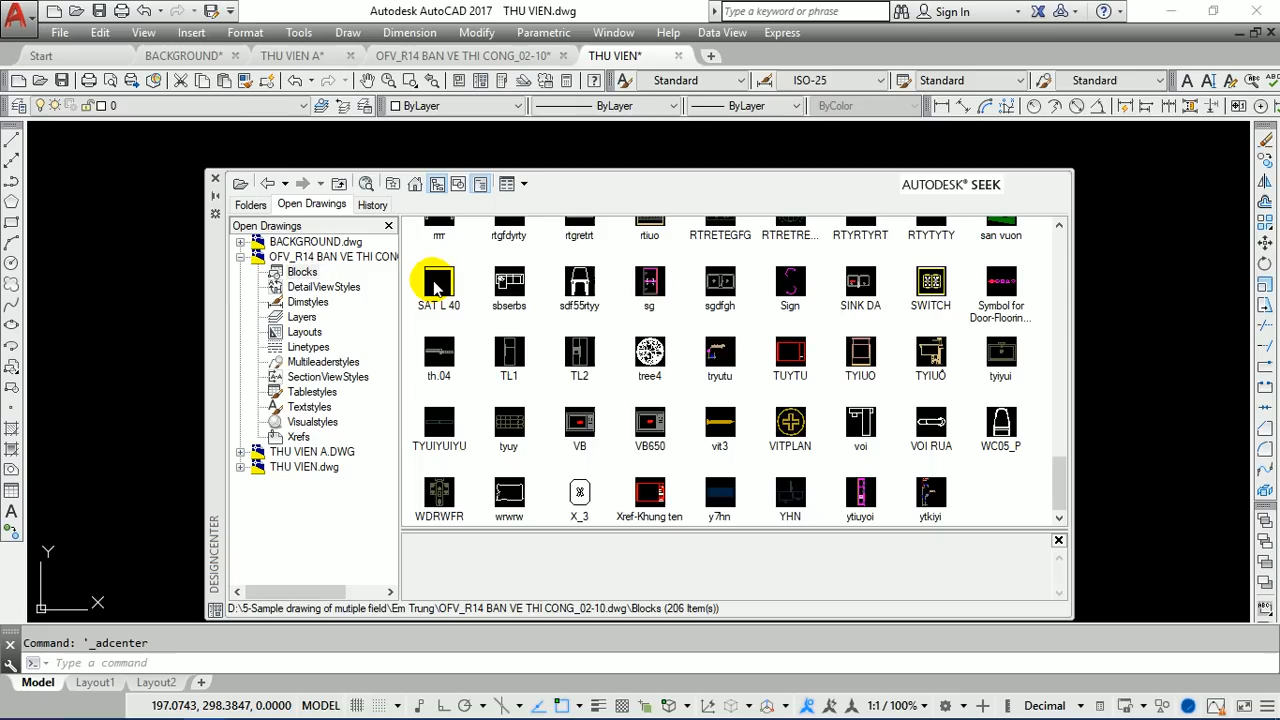 Autodesk AutoCAD 2017 THU VIEN.dwg
Type a keyword or phrase
Sign In
File Edit View Insert Format Tools Draw Dimension Modify Parametric Window Help Data View Express
Start BACKGROUND* THU VIEN A* OFV_R14 BAN VE THI CONG_02-10* THU VIEN*
Standard ISO-25 Standard Standard
0 ByLayer ByLayer ByLayer ByColor
AUTODESK® SEEK
Folders Open Drawings History
Open Drawings
BACKGROUND.dwg
OFV_R14 BAN VE THI CON
Blocks
DetailViewStyles
Dimstyles
Layers
Layouts
Linetypes
Multileaderstyles
SectionViewStyles
Tablestyles
Textstyles
Visualstyles
Xrefs
THU VIEN A.DWG
THU VIEN.dwg
rrrr rtgfdyrty rtgretrt rtiuo RTRETEGFG RTRETRE... RTYRTYRT RTYTYTY san vuon
SAT L 40 sbserbs sdf55rtyy sg sgdfgh Sign SINK DA SWITCH Symbol for
Door-Floorin...
th.04 TL1 TL2 tree4 tryutu TUYTU TYIUO TYIUÔ tyiyui
TYUIYUIYU tyuy VB VB650 vit3 VITPLAN voi VOI RUA WC05_P
WDRWFR wrwrw X_3 Xref-Khung ten y7hn YHN ytiuyoi ytkiyi
DESIGNCENTER
D:\5-Sample drawing of mutiple field\Em Trung\OFV_R14 BAN VE THI CONG_02-10.dwg\Blocks (206 Item(s))
Y
X
Command: '_adcenter
Type a command
Model Layout1 Layout2
197.0743, 298.3847, 0.0000 MODEL 1:1 / 100% Decimal